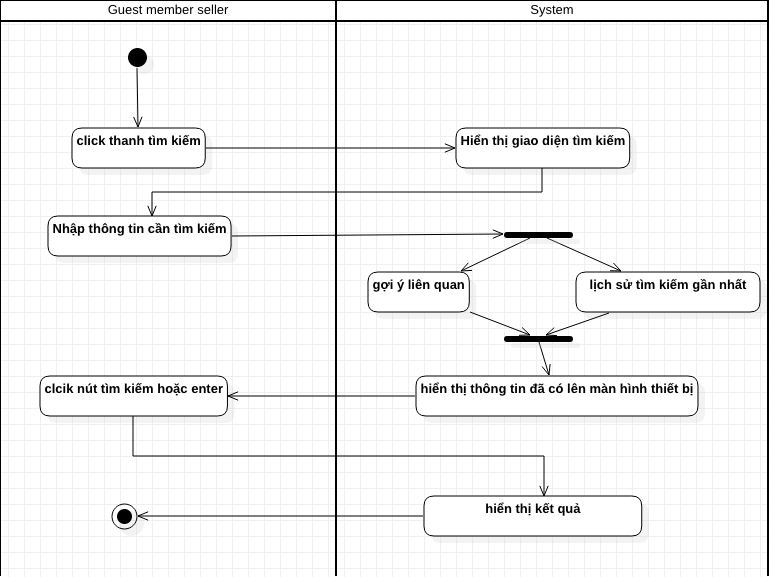 Guest member seller
System
click thanh tìm kiếm
Hiển thị giao diện tìm kiếm
Nhập thông tin cần tìm kiếm
gợi ý liên quan
lịch sử tìm kiếm gần nhất
clcik nút tìm kiếm hoặc enter
hiển thị thông tin đã có lên màn hình thiết bị
hiển thị kết quả